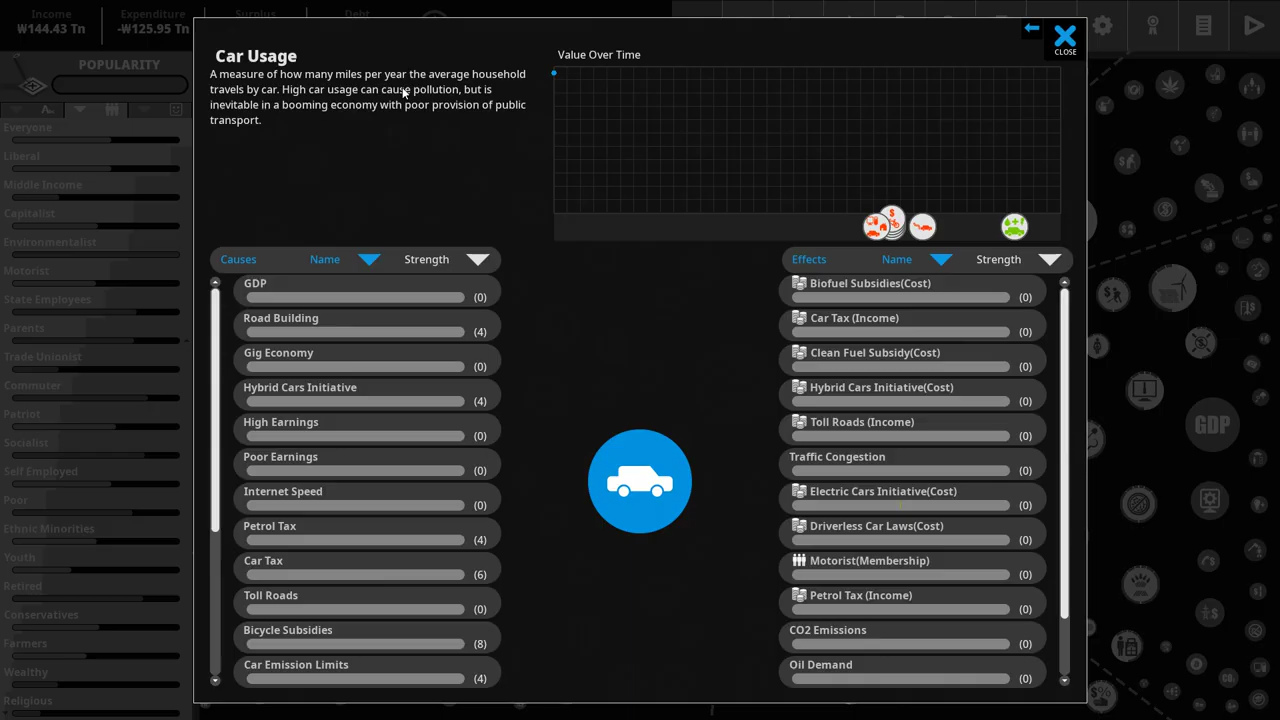 Income
Expenditure
Surplus
Debt
₩144.43 Tn
-₩125.95 Tn
POPULARITY
Everyone
Liberal
Middle Income
Capitalist
Environmentalist
Motorist
State Employees
Parents
Trade Unionist
Commuter
Patriot
Socialist
Self Employed
Poor
Ethnic Minorities
Youth
Retired
Conservatives
Farmers
Wealthy
Religious
Car Usage
A measure of how many miles per year the average household
travels by car. High car usage can cause pollution, but is
inevitable in a booming economy with poor provision of public
transport.
Value Over Time
CLOSE
Causes Name Strength
GDP
(0)
Road Building
(4)
Gig Economy
(0)
Hybrid Cars Initiative
(4)
High Earnings
(0)
Poor Earnings
(0)
Internet Speed
(0)
Petrol Tax
(4)
Car Tax
(6)
Toll Roads
(0)
Bicycle Subsidies
(8)
Car Emission Limits
(4)
Effects Name Strength
Biofuel Subsidies(Cost)
(0)
Car Tax (Income)
(0)
Clean Fuel Subsidy(Cost)
(0)
Hybrid Cars Initiative(Cost)
(0)
Toll Roads (Income)
(0)
Traffic Congestion
(0)
Electric Cars Initiative(Cost)
(0)
Driverless Car Laws(Cost)
(0)
Motorist(Membership)
(0)
Petrol Tax (Income)
(0)
CO2 Emissions
(0)
Oil Demand
(0)
GDP